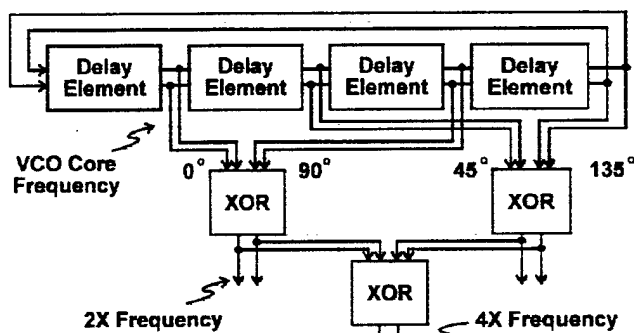 Delay Element
Delay Element
Delay Element
Delay Element
VCO Core Frequency
0°
90°
45°
135°
XOR
XOR
2X Frequency
XOR
4X Frequency